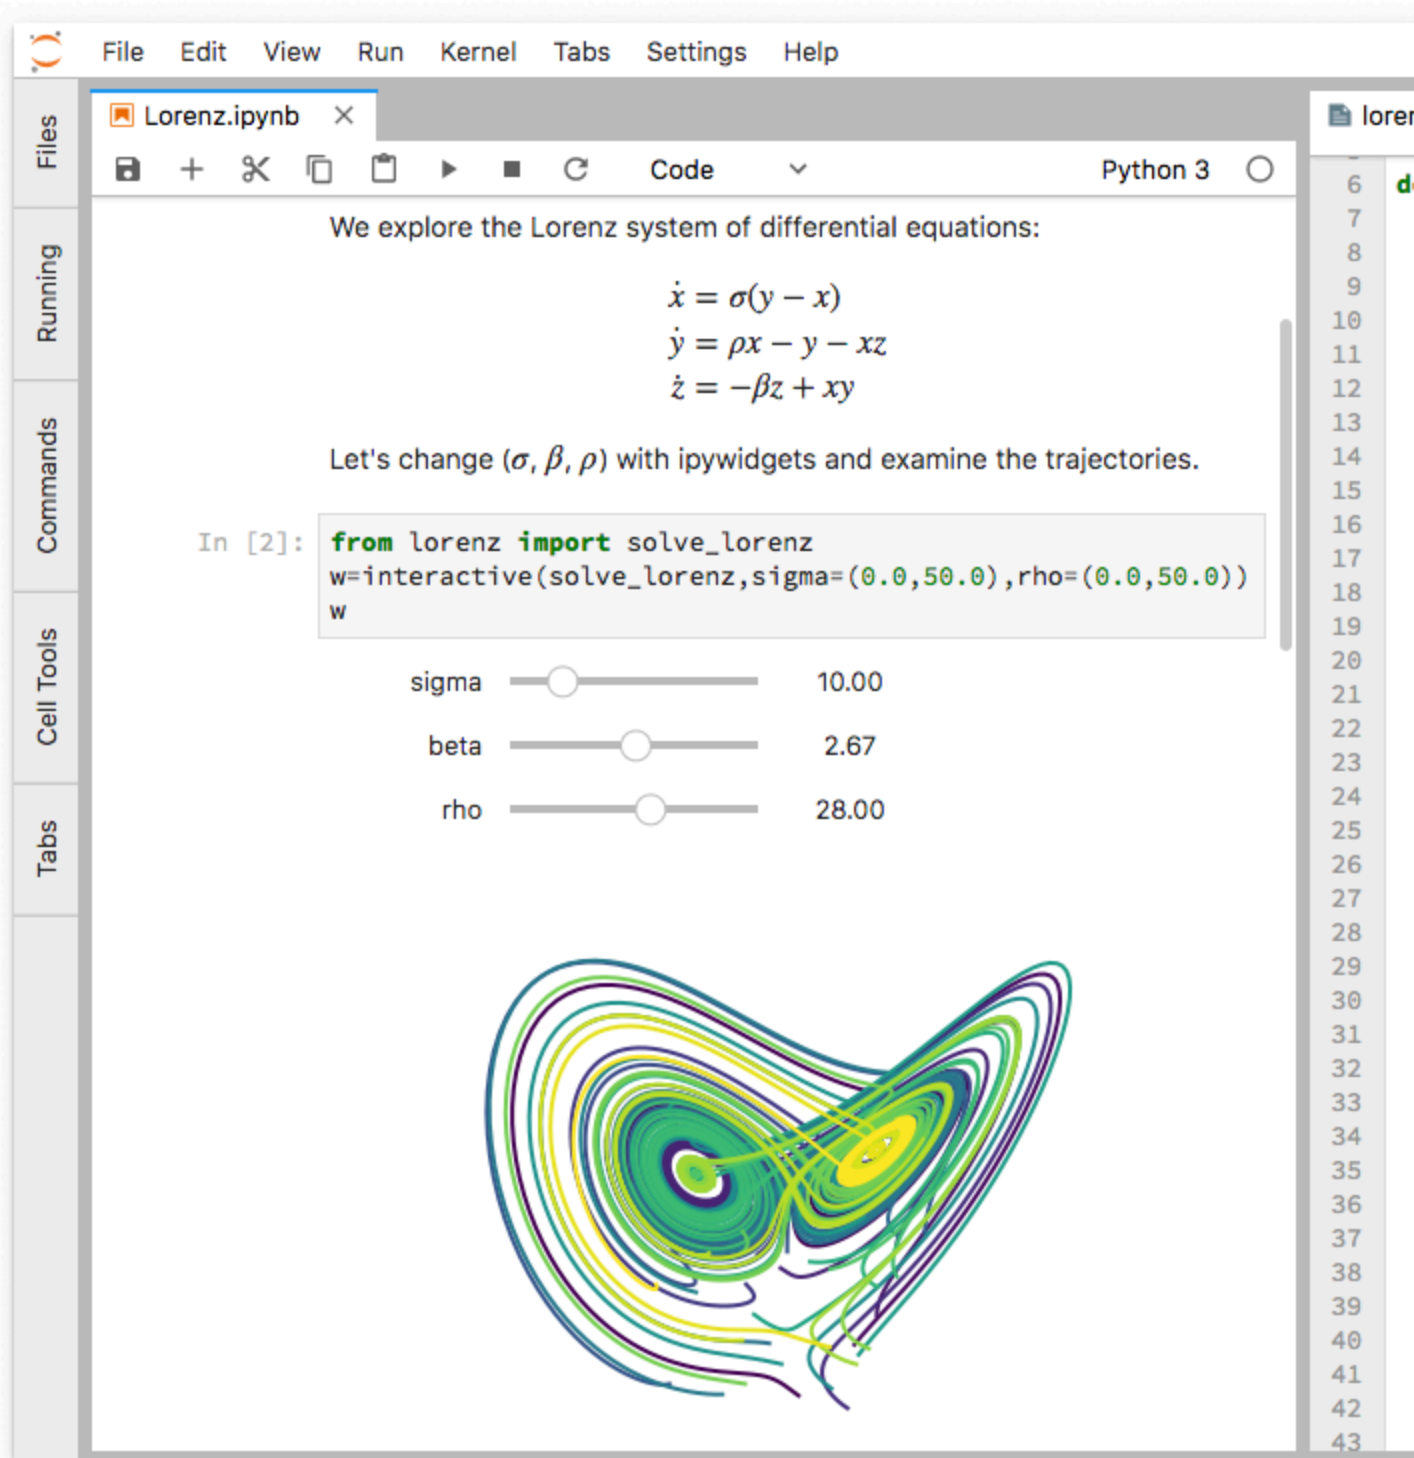 File Edit View Run Kernel Tabs Settings Help
Files
Running
Commands
Cell Tools
Tabs
Lorenz.ipynb
Code Python 3
We explore the Lorenz system of differential equations:
ẋ = σ(y − x)
ẏ = ρx − y − xz
ż = −βz + xy
Let's change (σ, β, ρ) with ipywidgets and examine the trajectories.
In [2]: from lorenz import solve_lorenz
w=interactive(solve_lorenz,sigma=(0.0,50.0),rho=(0.0,50.0))
w
sigma 10.00
beta 2.67
rho 28.00
6
7
8
9
10
11
12
13
14
15
16
17
18
19
20
21
22
23
24
25
26
27
28
29
30
31
32
33
34
35
36
37
38
39
40
41
42
43